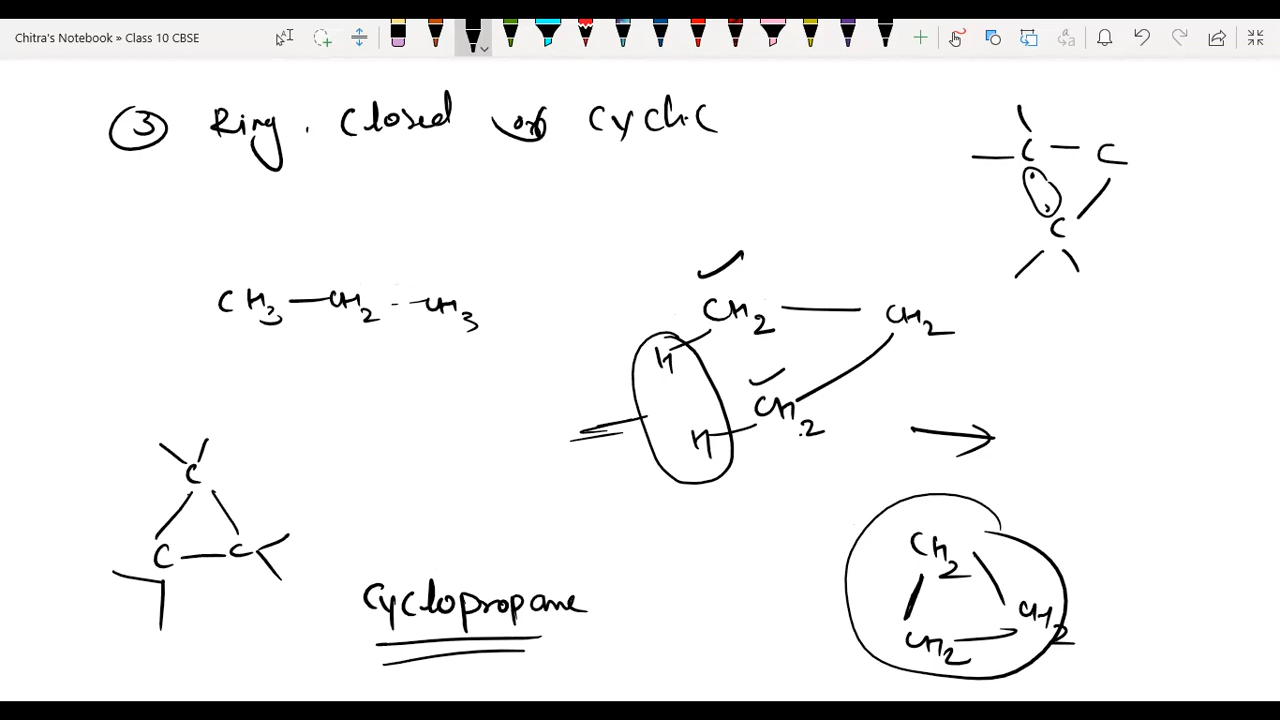 Chitra's Notebook » Class 10 CBSE
③ Ring. Closed or Cyclic
C — C
C
CH3—CH2--CH3
CH2 — CH2
H
CH2
H
C
C — C
Cyclopropane
CH2
CH2
CH2